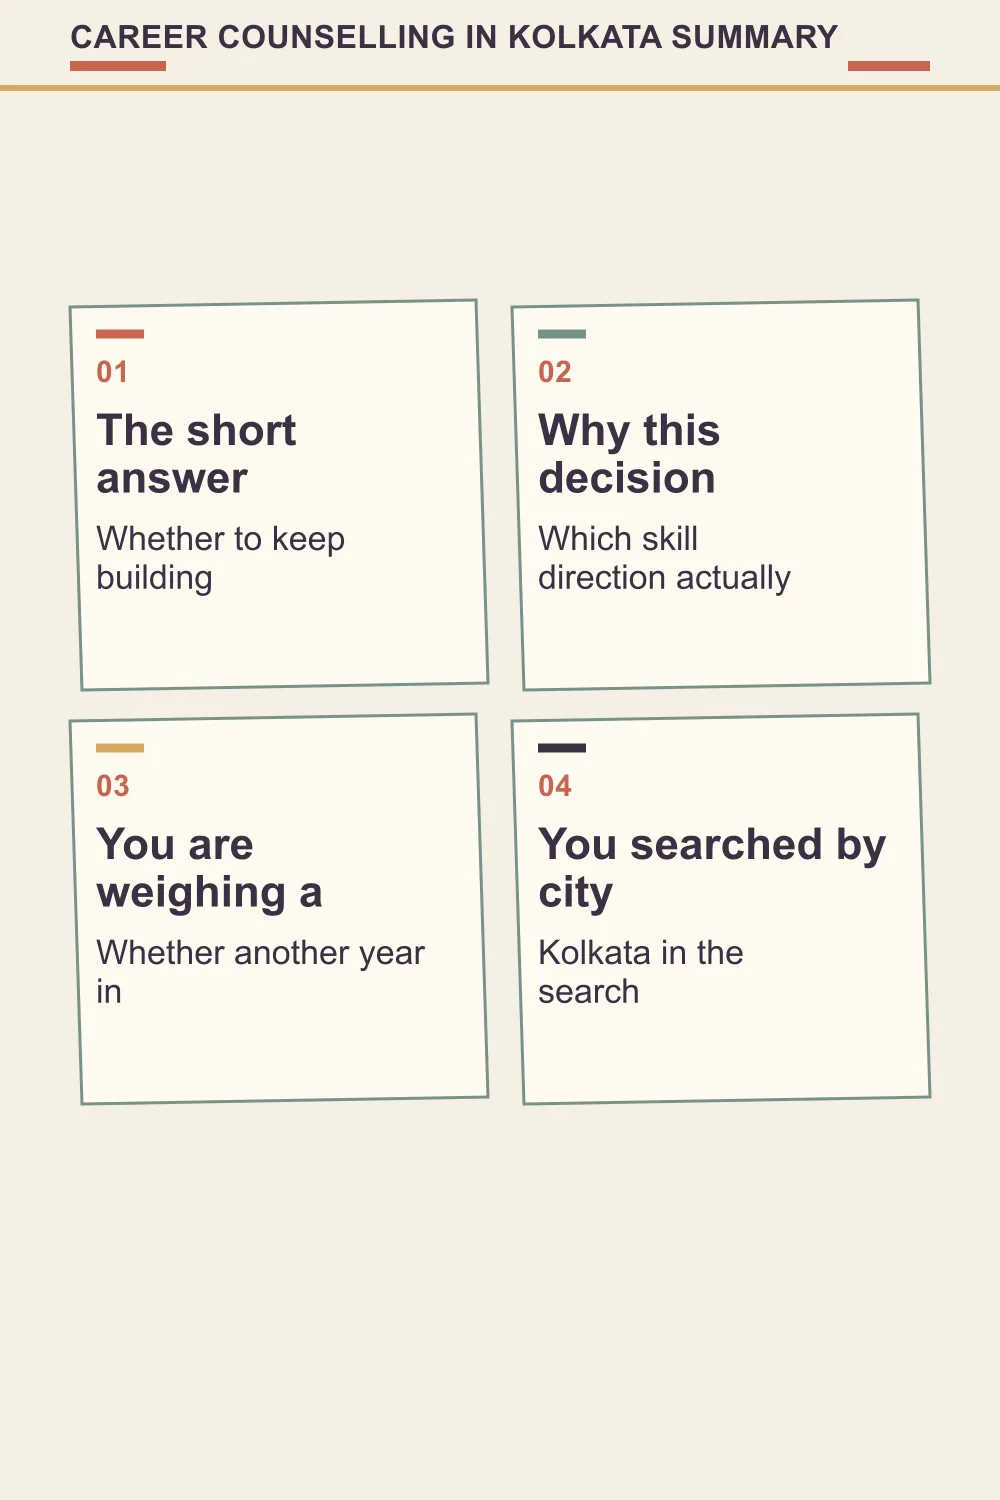 CAREER COUNSELLING IN KOLKATA SUMMARY
01
The short
answer
Whether to keep
building
02
Why this
decision
Which skill
direction actually
03
You are
weighing a
Whether another year
in
04
You searched by
city
Kolkata in the
search